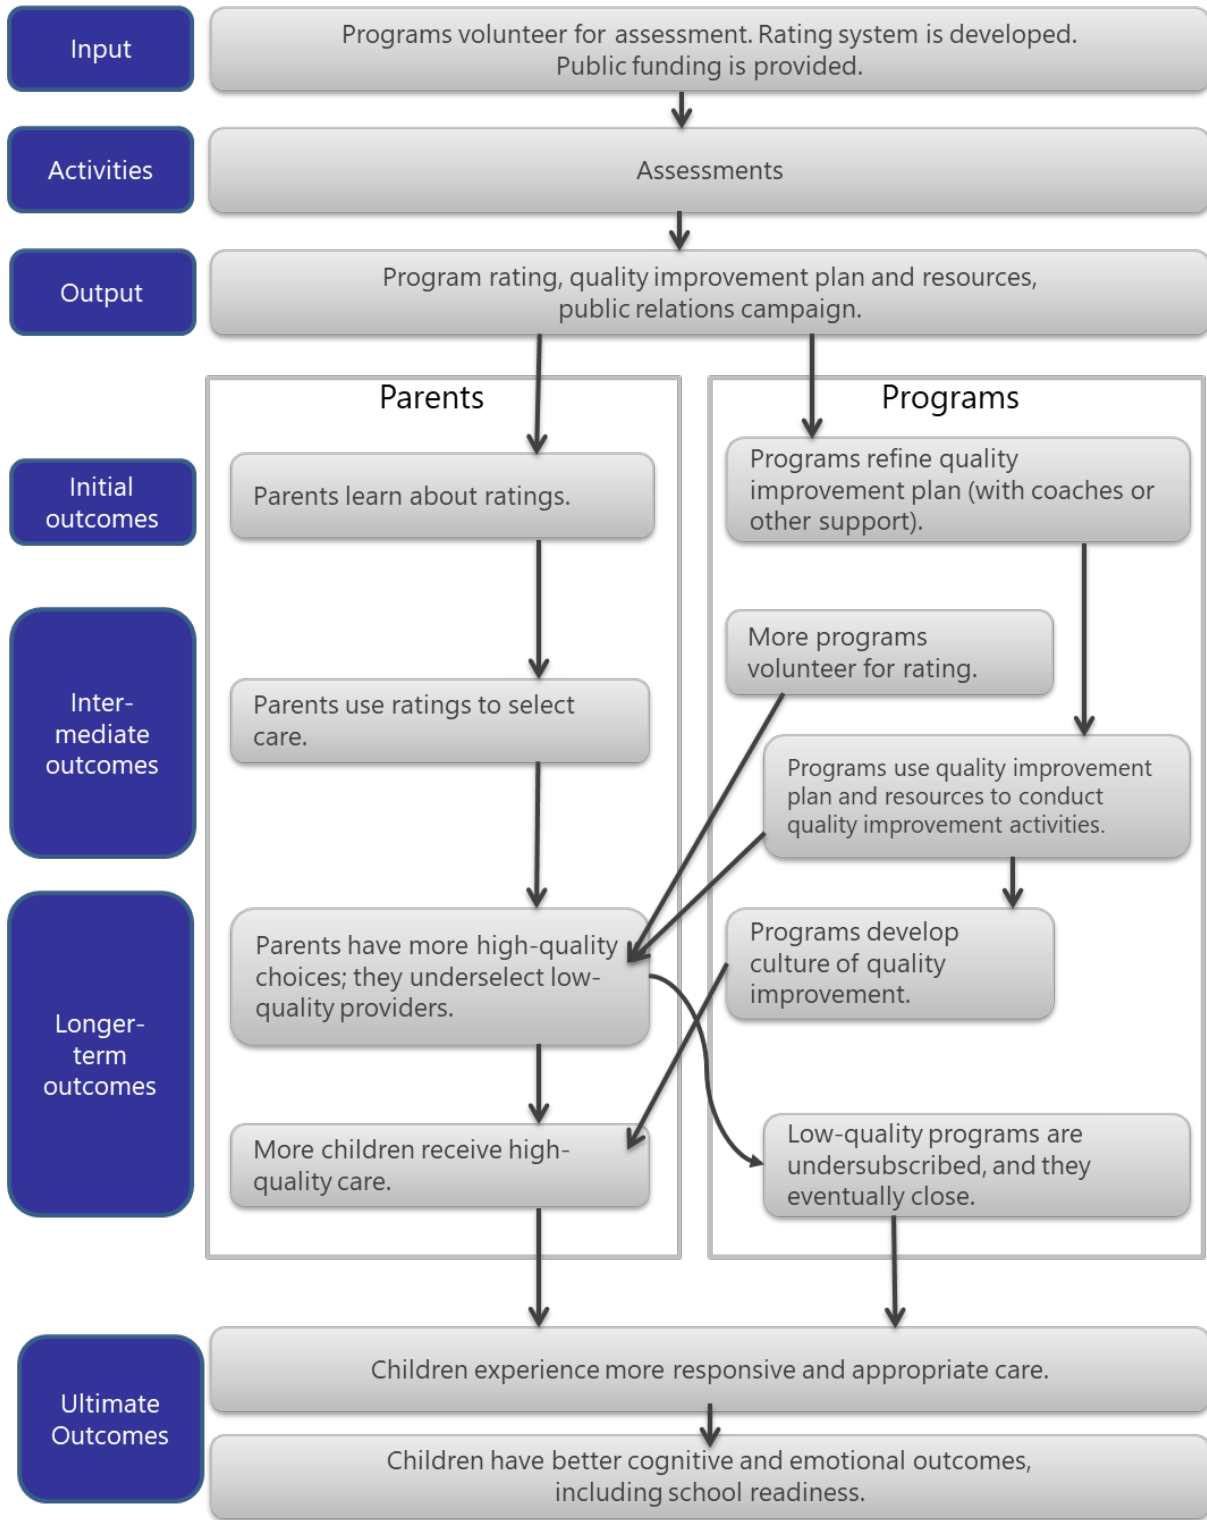 Input
Programs volunteer for assessment. Rating system is developed.
Public funding is provided.
Activities
Assessments
Output
Program rating, quality improvement plan and resources,
public relations campaign.
Parents
Programs
Initial
outcomes
Parents learn about ratings.
Programs refine quality
improvement plan (with coaches or
other support).
Inter-
mediate
outcomes
More programs
volunteer for rating.
Parents use ratings to select
care.
Programs use quality improvement
plan and resources to conduct
quality improvement activities.
Longer-
term
outcomes
Parents have more high-quality
choices; they underselect low-
quality providers.
Programs develop
culture of quality
improvement.
More children receive high-
quality care.
Low-quality programs are
undersubscribed, and they
eventually close.
Ultimate
Outcomes
Children experience more responsive and appropriate care.
Children have better cognitive and emotional outcomes,
including school readiness.